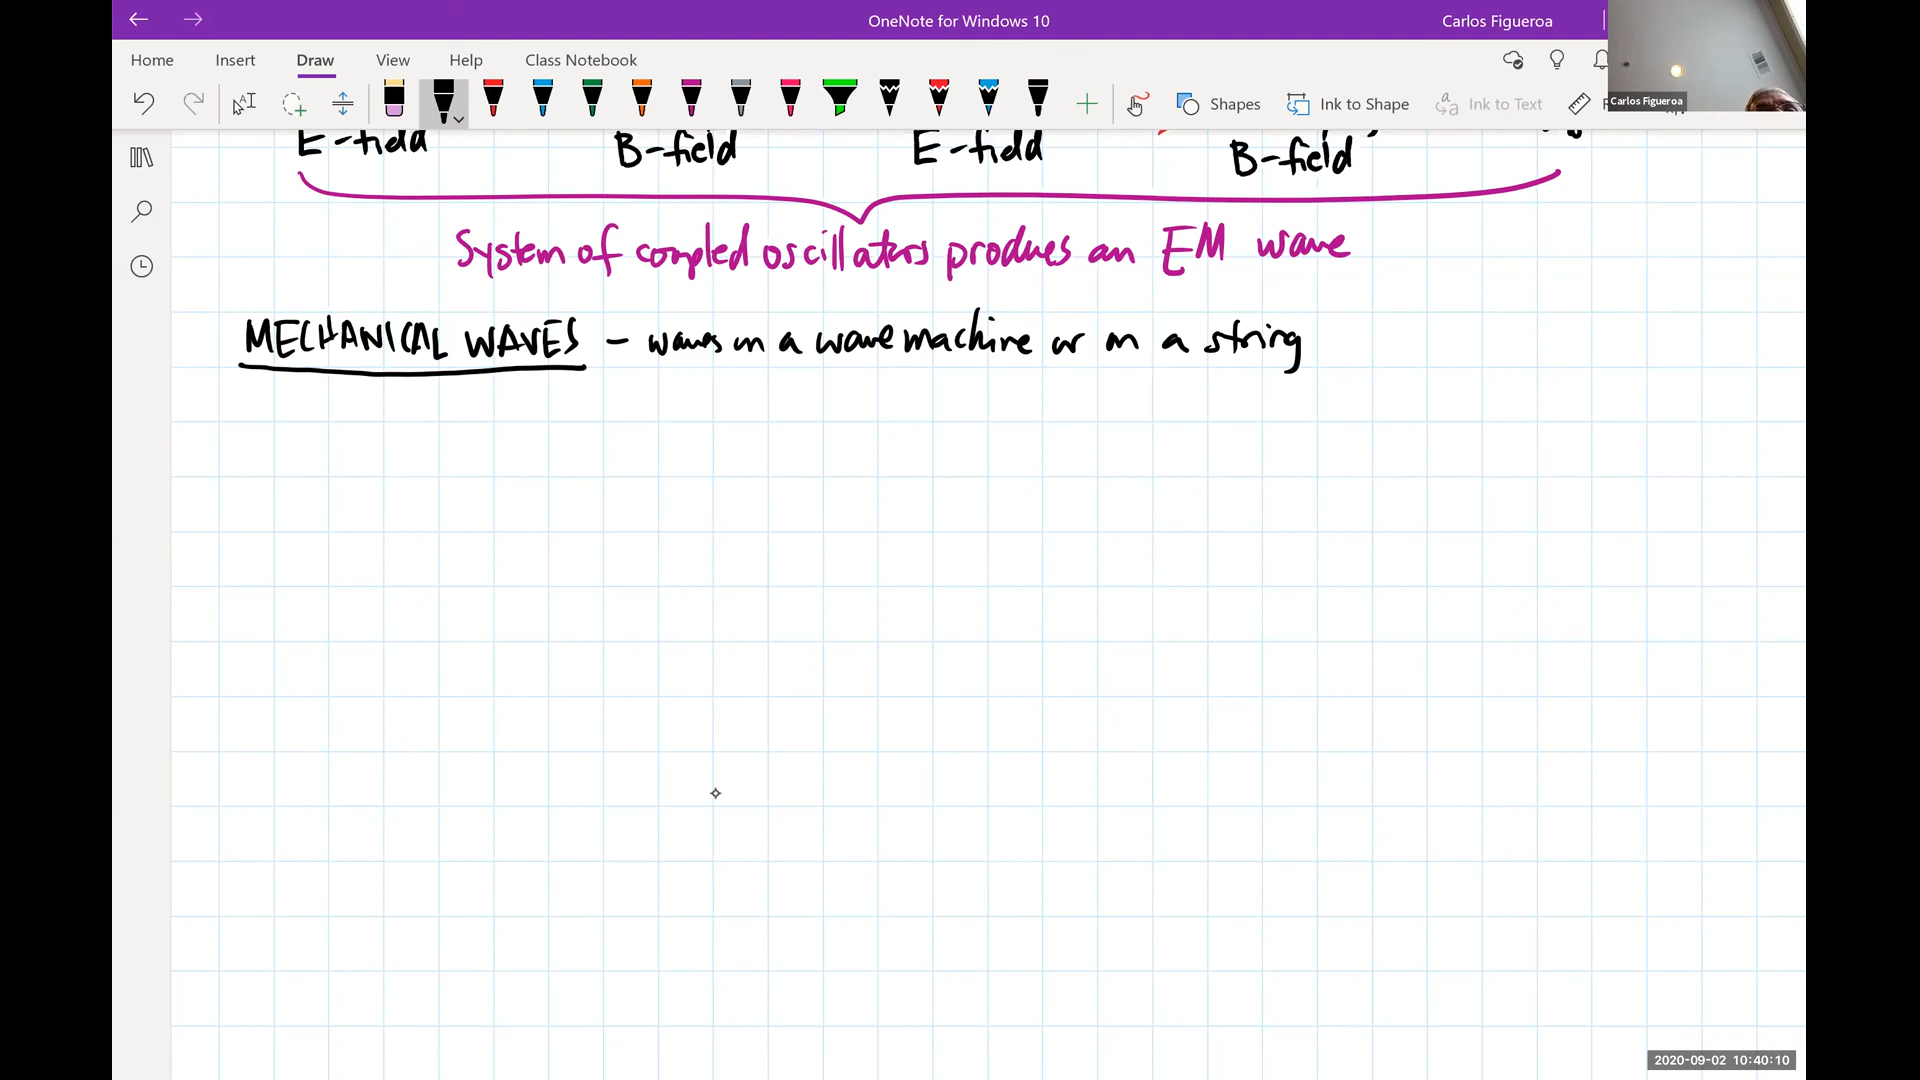 OneNote for Windows 10
Carlos Figueroa
Home Insert Draw View Help Class Notebook
Shapes Ink to Shape Ink to Text
Carlos Figueroa
E-field B-field E-field B-field
System of coupled oscillators produces an EM wave
MECHANICAL WAVES - waves on a wave machine or on a string
2020-09-02 10:40:10